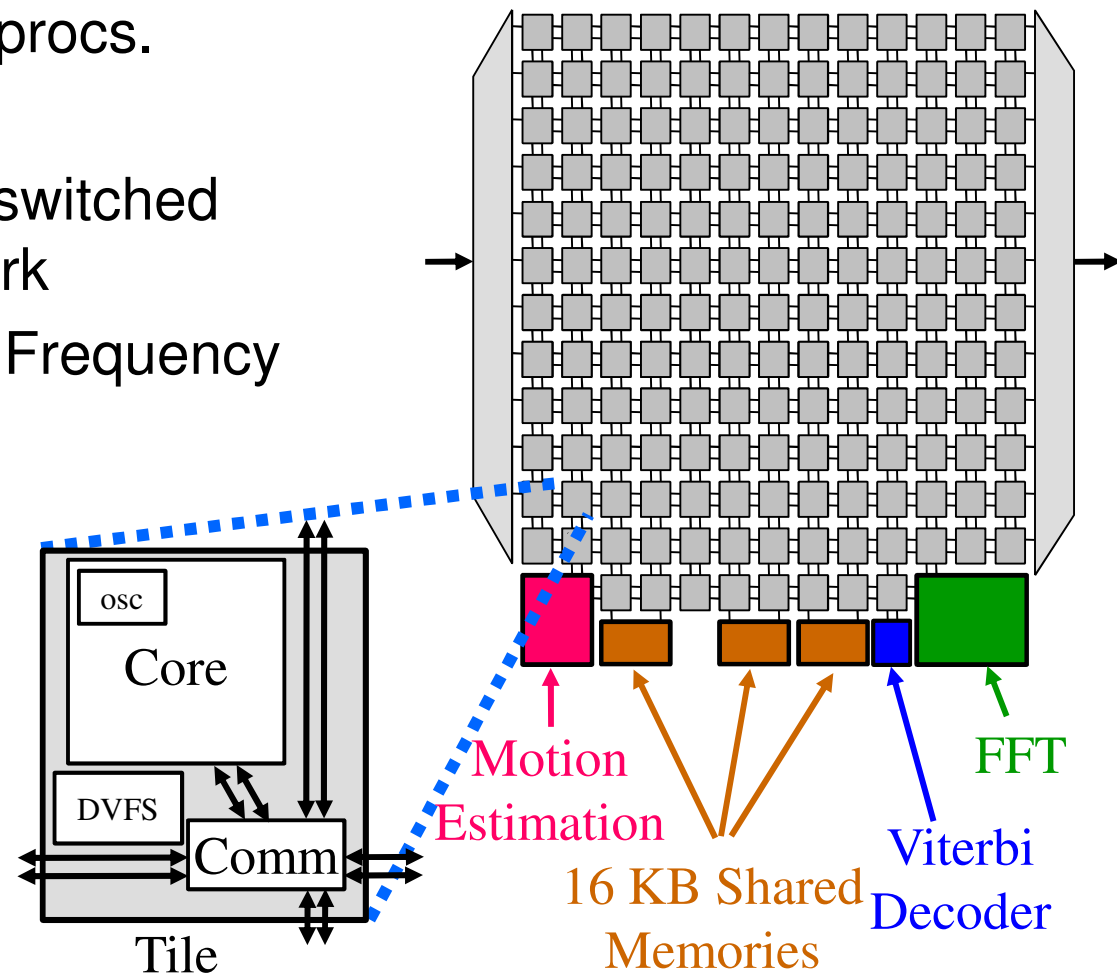 procs.
switched
rk
Frequency
osc
Core
DVFS
Comm
Tile
Motion
Estimation
16 KB Shared
Memories
Viterbi
Decoder
FFT